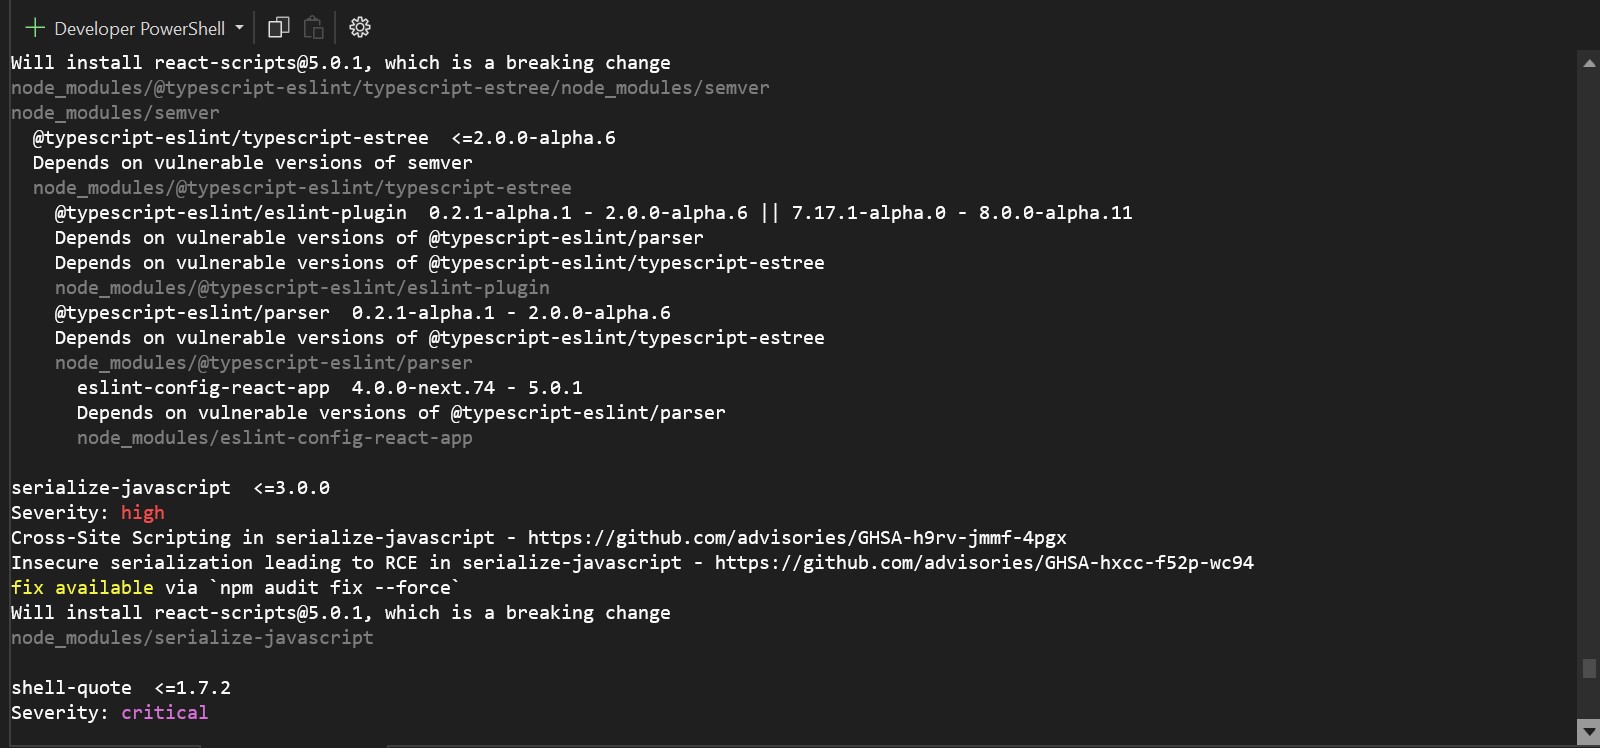 Developer PowerShell
Will install react-scripts@5.0.1, which is a breaking change
node_modules/@typescript-eslint/typescript-estree/node_modules/semver
node_modules/semver
@typescript-eslint/typescript-estree  <=2.0.0-alpha.6
Depends on vulnerable versions of semver
node_modules/@typescript-eslint/typescript-estree
@typescript-eslint/eslint-plugin  0.2.1-alpha.1 - 2.0.0-alpha.6 || 7.17.1-alpha.0 - 8.0.0-alpha.11
Depends on vulnerable versions of @typescript-eslint/parser
Depends on vulnerable versions of @typescript-eslint/typescript-estree
node_modules/@typescript-eslint/eslint-plugin
@typescript-eslint/parser  0.2.1-alpha.1 - 2.0.0-alpha.6
Depends on vulnerable versions of @typescript-eslint/typescript-estree
node_modules/@typescript-eslint/parser
eslint-config-react-app  4.0.0-next.74 - 5.0.1
Depends on vulnerable versions of @typescript-eslint/parser
node_modules/eslint-config-react-app
serialize-javascript  <=3.0.0
Severity: high
Cross-Site Scripting in serialize-javascript - https://github.com/advisories/GHSA-h9rv-jmmf-4pgx
Insecure serialization leading to RCE in serialize-javascript - https://github.com/advisories/GHSA-hxcc-f52p-wc94
fix available via `npm audit fix --force`
Will install react-scripts@5.0.1, which is a breaking change
node_modules/serialize-javascript
shell-quote  <=1.7.2
Severity: critical